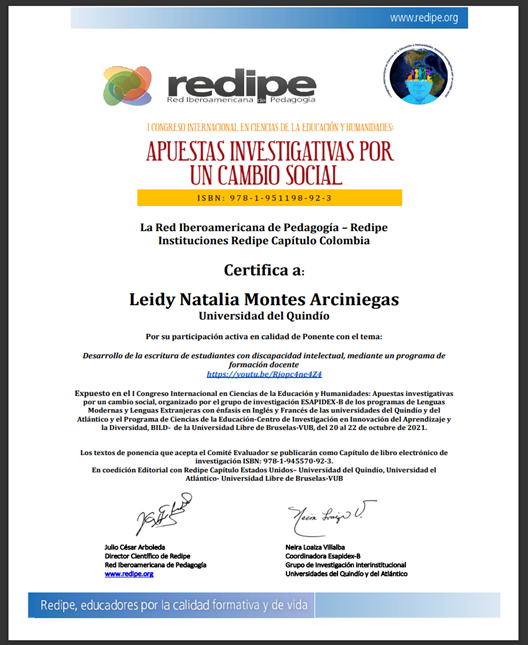 www.redipe.org
redipe
Red Iberoamericana de Pedagogía
I CONGRESO INTERNACIONAL EN CIENCIAS DE LA EDUCACIÓN Y HUMANIDADES:
APUESTAS INVESTIGATIVAS POR
UN CAMBIO SOCIAL
ISBN: 978-1-951198-92-3
La Red Iberoamericana de Pedagogía – Redipe
Instituciones Redipe Capítulo Colombia
Certifica a:
Leidy Natalia Montes Arciniegas
Universidad del Quindío
Por su participación activa en calidad de Ponente con el tema:
Desarrollo de la escritura de estudiantes con discapacidad intelectual, mediante un programa de
formación docente
https://youtu.be/Rjopc4ne4Z4
Expuesto en el I Congreso Internacional en Ciencias de la Educación y Humanidades: Apuestas investigativas
por un cambio social, organizado por el grupo de investigación ESAPIDEX-B de los programas de Lenguas
Modernas y Lenguas Extranjeras con énfasis en Inglés y Francés de las universidades del Quindío y del
Atlántico y el Programa de Ciencias de la Educación-Centro de Investigación en Innovación del Aprendizaje y
la Diversidad, BILD- de la Universidad Libre de Bruselas-VUB, del 20 al 22 de octubre de 2021.
Los textos de ponencia que acepta el Comité Evaluador se publicarán como Capítulo de libro electrónico de
investigación ISBN: 978-1-945570-92-3.
En coedición Editorial con Redipe Capítulo Estados Unidos– Universidad del Quindío, Universidad el
Atlántico- Universidad Libre de Bruselas-VUB
Neira Loaiza V.
Julio César Arboleda
Director Científico de Redipe
Red Iberoamericana de Pedagogía
www.redipe.org
Neira Loaiza Villalba
Coordinadora Esapidex-B
Grupo de Investigación Interinstitucional
Universidades del Quindío y del Atlántico
Redipe, educadores por la calidad formativa y de vida